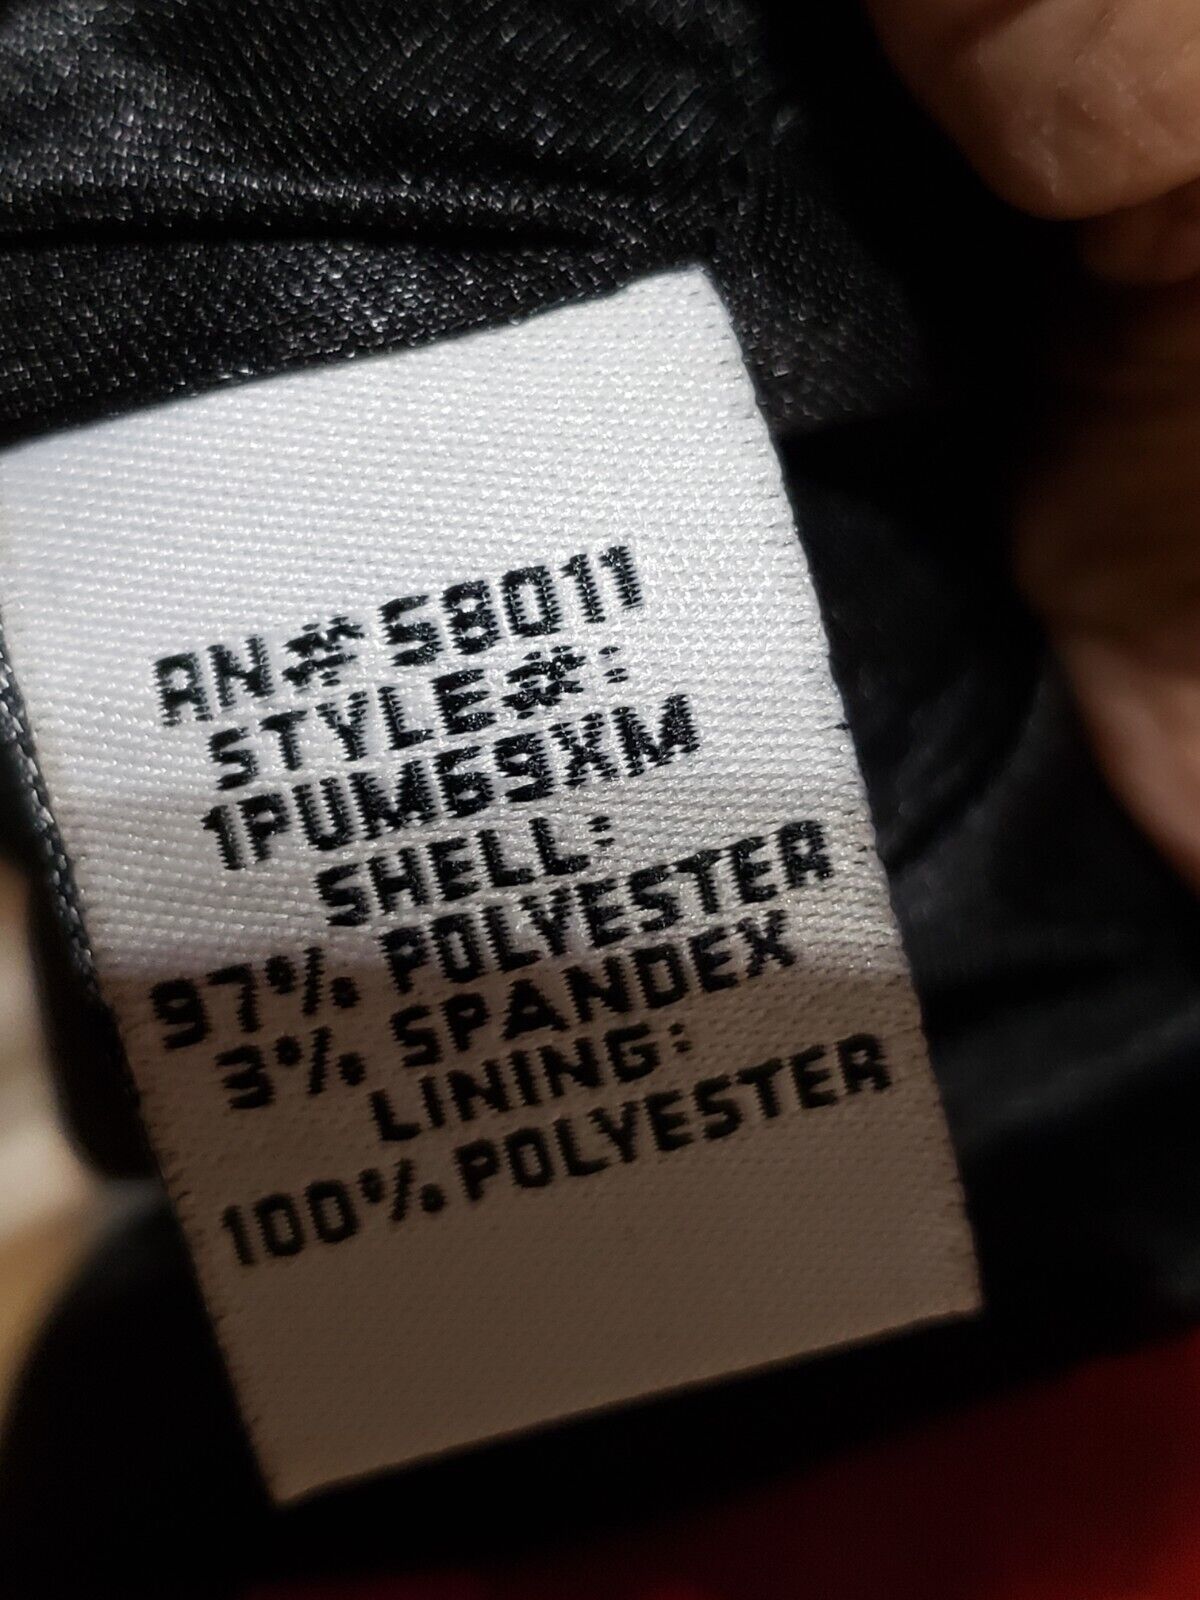 RN#58011
STYLE#:
1PUM69XM
SHELL:
97% POLYESTER
3% SPANDEX
LINING:
100% POLYESTER